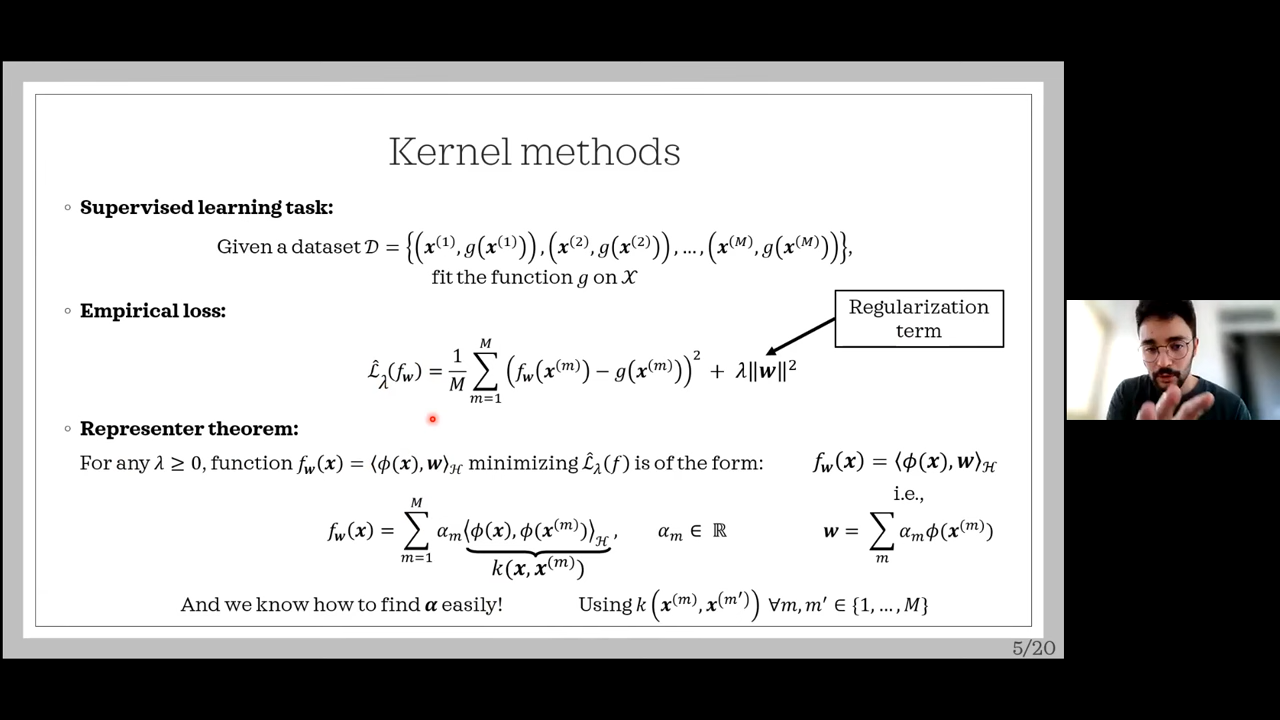 Kernel methods
◦ Supervised learning task:
Given a dataset 𝒟 = {(𝒙⁽¹⁾, g(𝒙⁽¹⁾)), (𝒙⁽²⁾, g(𝒙⁽²⁾)), …, (𝒙⁽ᴹ⁾, g(𝒙⁽ᴹ⁾))},
fit the function g on 𝒳
◦ Empirical loss:
Regularization
term
ℒ̂_λ(f_𝒘) = 1/M ∑_{m=1}^{M} (f_𝒘(𝒙⁽ᵐ⁾) − g(𝒙⁽ᵐ⁾))² + λ‖𝒘‖²
◦ Representer theorem:
For any λ ≥ 0, function f_𝒘(𝒙) = ⟨ϕ(𝒙), 𝒘⟩_ℋ minimizing ℒ̂_λ(f) is of the form:
f_𝒘(𝒙) = ⟨ϕ(𝒙), 𝒘⟩_ℋ
i.e.,
f_𝒘(𝒙) = ∑_{m=1}^{M} α_m⟨ϕ(𝒙), ϕ(𝒙⁽ᵐ⁾)⟩_ℋ, α_m ∈ ℝ
𝒘 = ∑_m α_m ϕ(𝒙⁽ᵐ⁾)
k(𝒙, 𝒙⁽ᵐ⁾)
And we know how to find 𝜶 easily! Using k(𝒙⁽ᵐ⁾, 𝒙⁽ᵐ′⁾) ∀m, m′ ∈ {1, …, M}
5/20